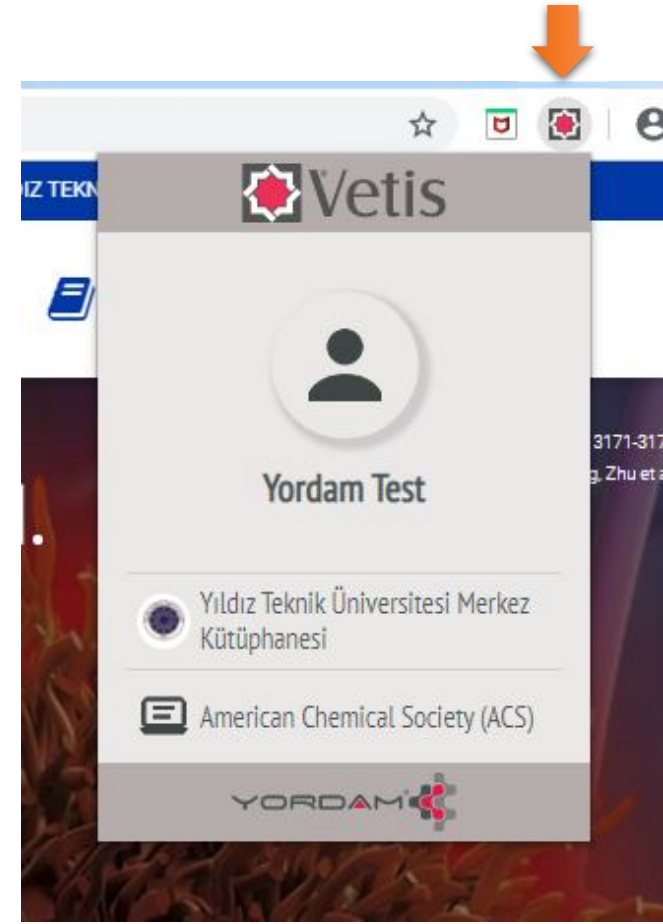 IZ TEKN
Vetis
3171-317
g, Zhu et a
Yordam Test
.
Yıldız Teknik Üniversitesi Merkez
Kütüphanesi
American Chemical Society (ACS)
YORDAM